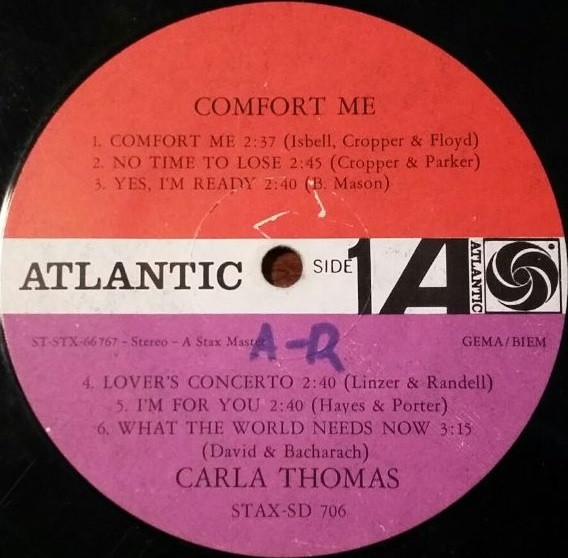 COMFORT ME
1. COMFORT ME 2:37 (Isbell, Cropper & Floyd)
2. NO TIME TO LOSE 2:45 (Cropper & Parker)
3. YES, I'M READY 2:40 (B. Mason)
ATLANTIC SIDE 1 A ATLANTIC
ST-STX-66767 - Stereo - A Stax Master GEMA/BIEM
A-R
4. LOVER'S CONCERTO 2:40 (Linzer & Randell)
5. I'M FOR YOU 2:40 (Hayes & Porter)
6. WHAT THE WORLD NEEDS NOW 3:15
(David & Bacharach)
CARLA THOMAS
STAX-SD 706